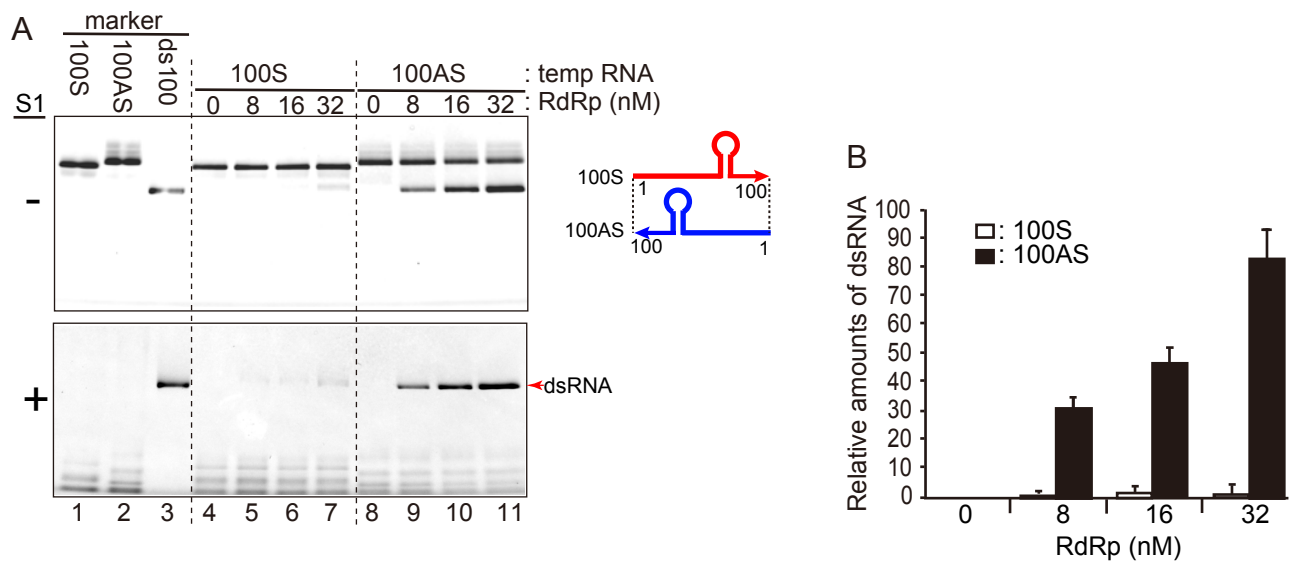 A
marker
100S 100AS ds100
100S 100AS : temp RNA
S1 0 8 16 32 0 8 16 32 : RdRp (nM)
-
+
dsRNA
1 2 3 4 5 6 7 8 9 10 11
100S
1 100
100AS
100 1
B
Relative amounts of dsRNA
100
90
80
70
60
50
40
30
20
10
0
: 100S
: 100AS
0 8 16 32
RdRp (nM)